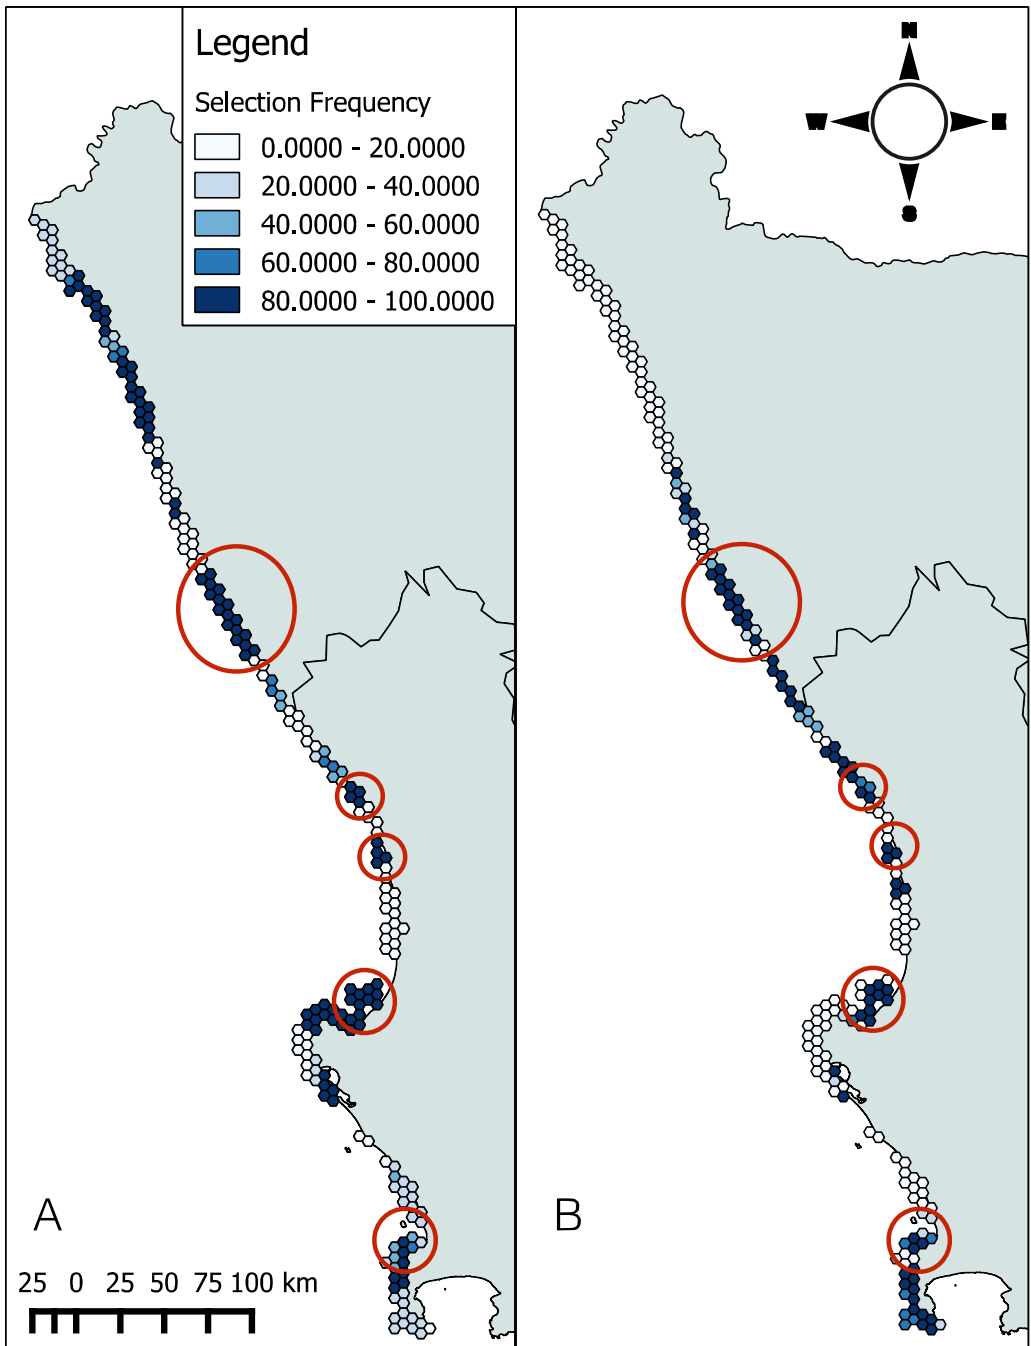 Legend
Selection Frequency
0.0000 - 20.0000
20.0000 - 40.0000
40.0000 - 60.0000
60.0000 - 80.0000
80.0000 - 100.0000
N
W E
S
A
B
25 0 25 50 75 100 km